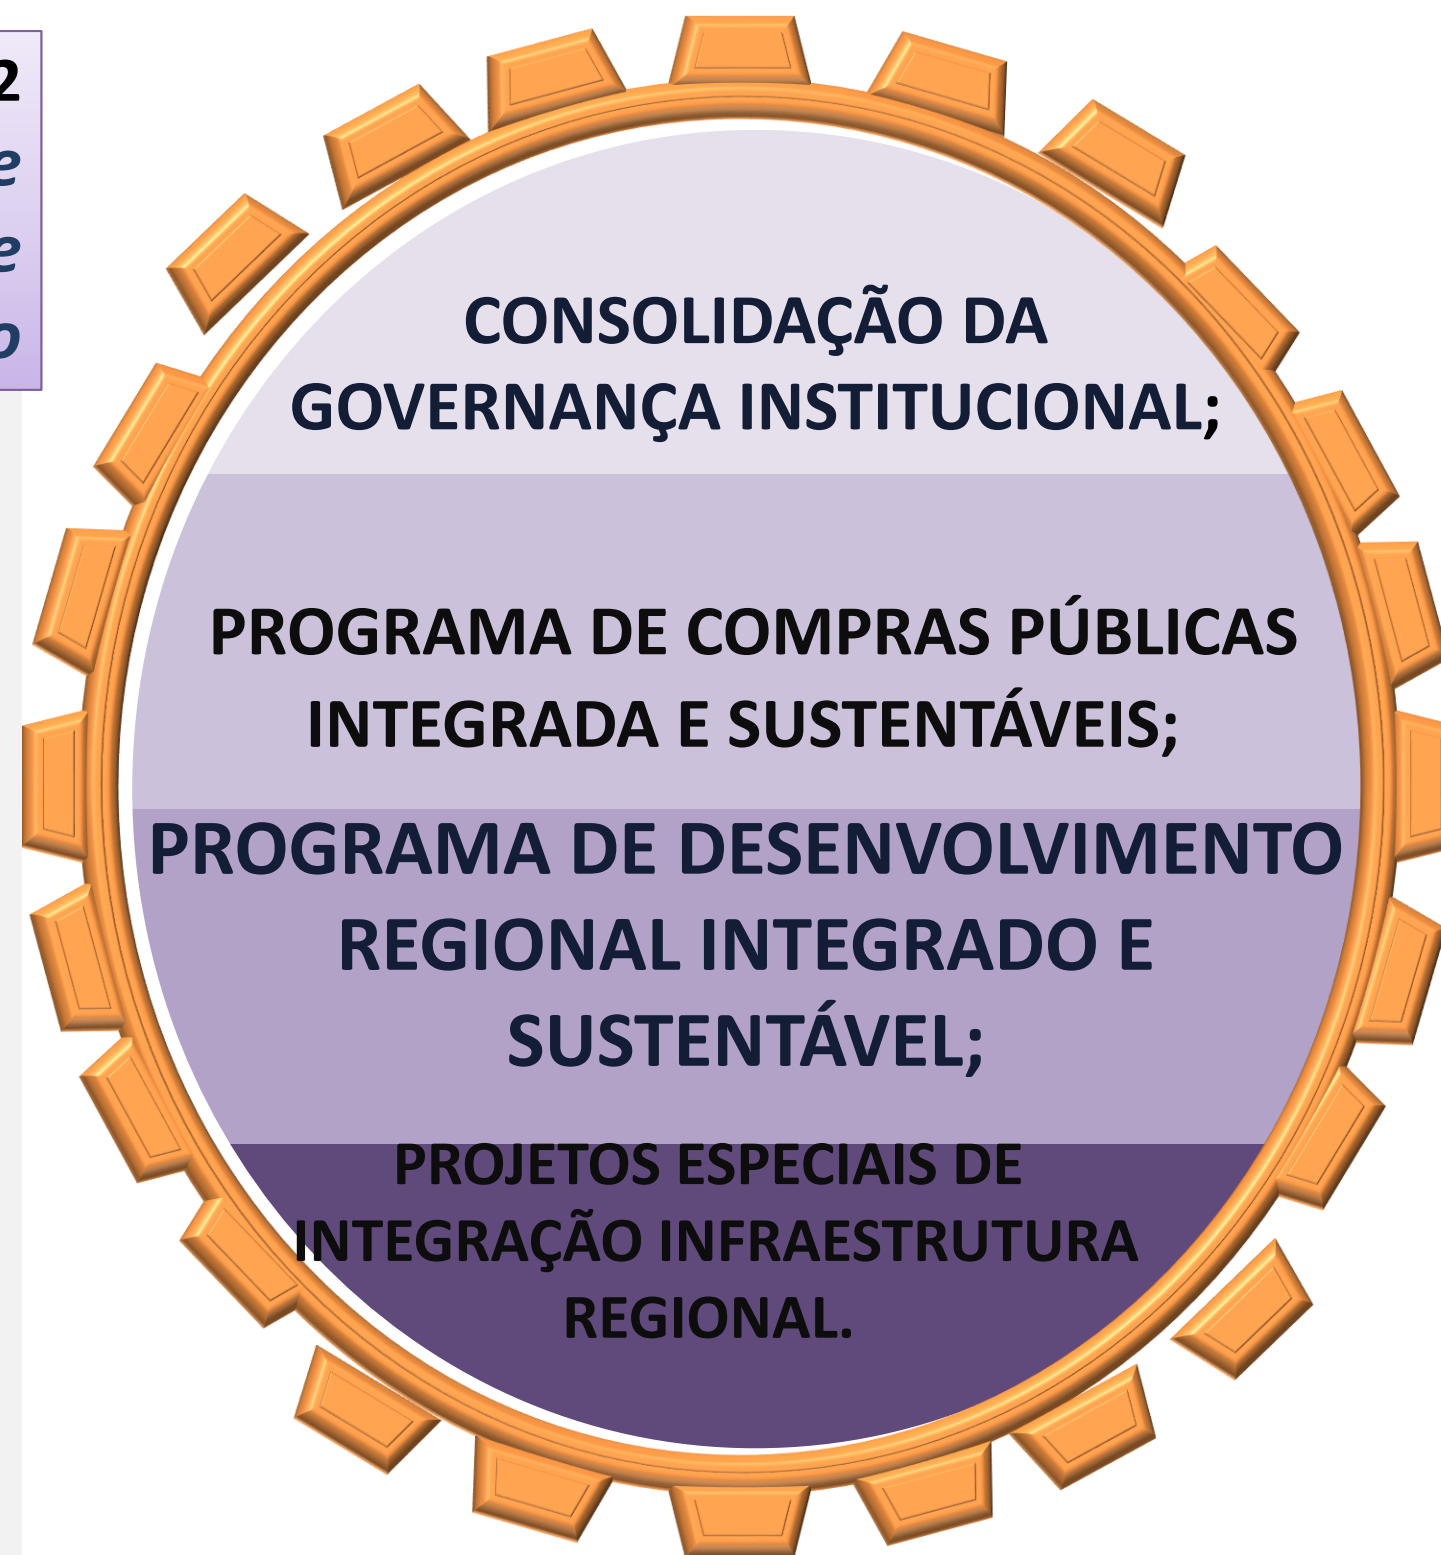 2
e
e
o
CONSOLIDAÇÃO DA
GOVERNANÇA INSTITUCIONAL;
PROGRAMA DE COMPRAS PÚBLICAS
INTEGRADA E SUSTENTÁVEIS;
PROGRAMA DE DESENVOLVIMENTO
REGIONAL INTEGRADO E
SUSTENTÁVEL;
PROJETOS ESPECIAIS DE
INTEGRAÇÃO INFRAESTRUTURA
REGIONAL.